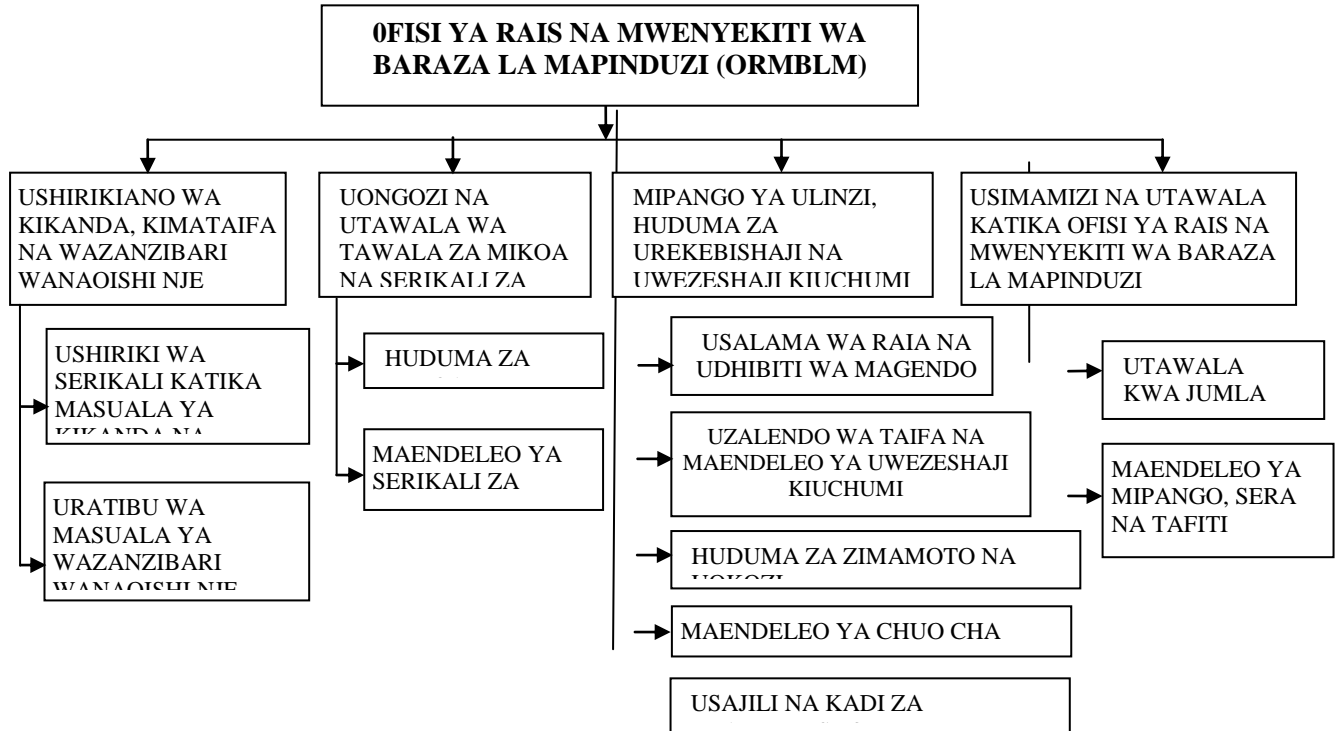 0FISI YA RAIS NA MWENYEKITI WA
BARAZA LA MAPINDUZI (ORMBLM)
USHIRIKIANO WA
KIKANDA, KIMATAIFA
NA WAZANZIBARI
WANAOISHI NJE
USHIRIKI WA
SERIKALI KATIKA
MASUALA YA
KIKANDA NA
URATIBU WA
MASUALA YA
WAZANZIBARI
WANAOISHI NJE
UONGOZI NA
UTAWALA WA
TAWALA ZA MIKOA
NA SERIKALI ZA
HUDUMA ZA
MAENDELEO YA
SERIKALI ZA
MIPANGO YA ULINZI,
HUDUMA ZA
UREKEBISHAJI NA
UWEZESHAJI KIUCHUMI
USALAMA WA RAIA NA
UDHIBITI WA MAGENDO
UZALENDO WA TAIFA NA
MAENDELEO YA UWEZESHAJI
KIUCHUMI
HUDUMA ZA ZIMAMOTO NA
UOKOZI
MAENDELEO YA CHUO CHA
USAJILI NA KADI ZA
USIMAMIZI NA UTAWALA
KATIKA OFISI YA RAIS NA
MWENYEKITI WA BARAZA
LA MAPINDUZI
UTAWALA
KWA JUMLA
MAENDELEO YA
MIPANGO, SERA
NA TAFITI